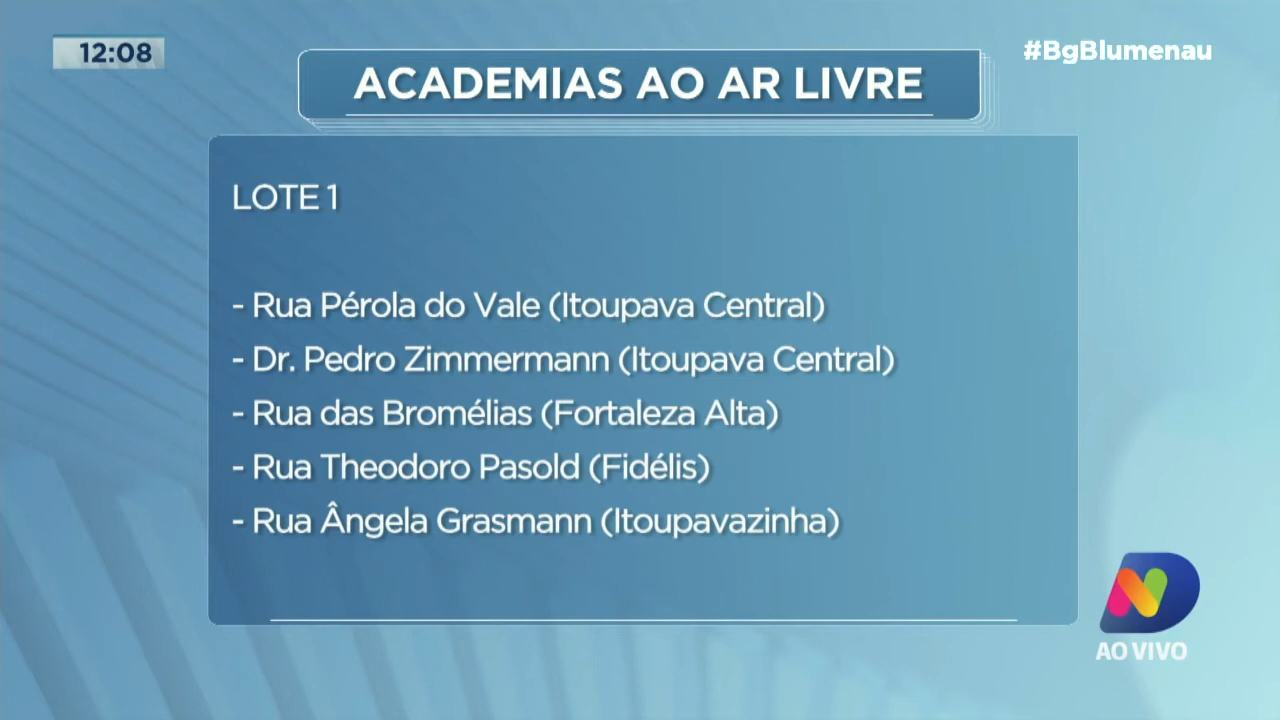 12:08
ACADEMIAS AO AR LIVRE
#BgBlumenau
LOTE 1
- Rua Pérola do Vale (Itoupava Central)
- Dr. Pedro Zimmermann (Itoupava Central)
- Rua das Bromélias (Fortaleza Alta)
- Rua Theodoro Pasold (Fidélis)
- Rua Ângela Grasmann (Itoupavazinha)
ND
AO VIVO